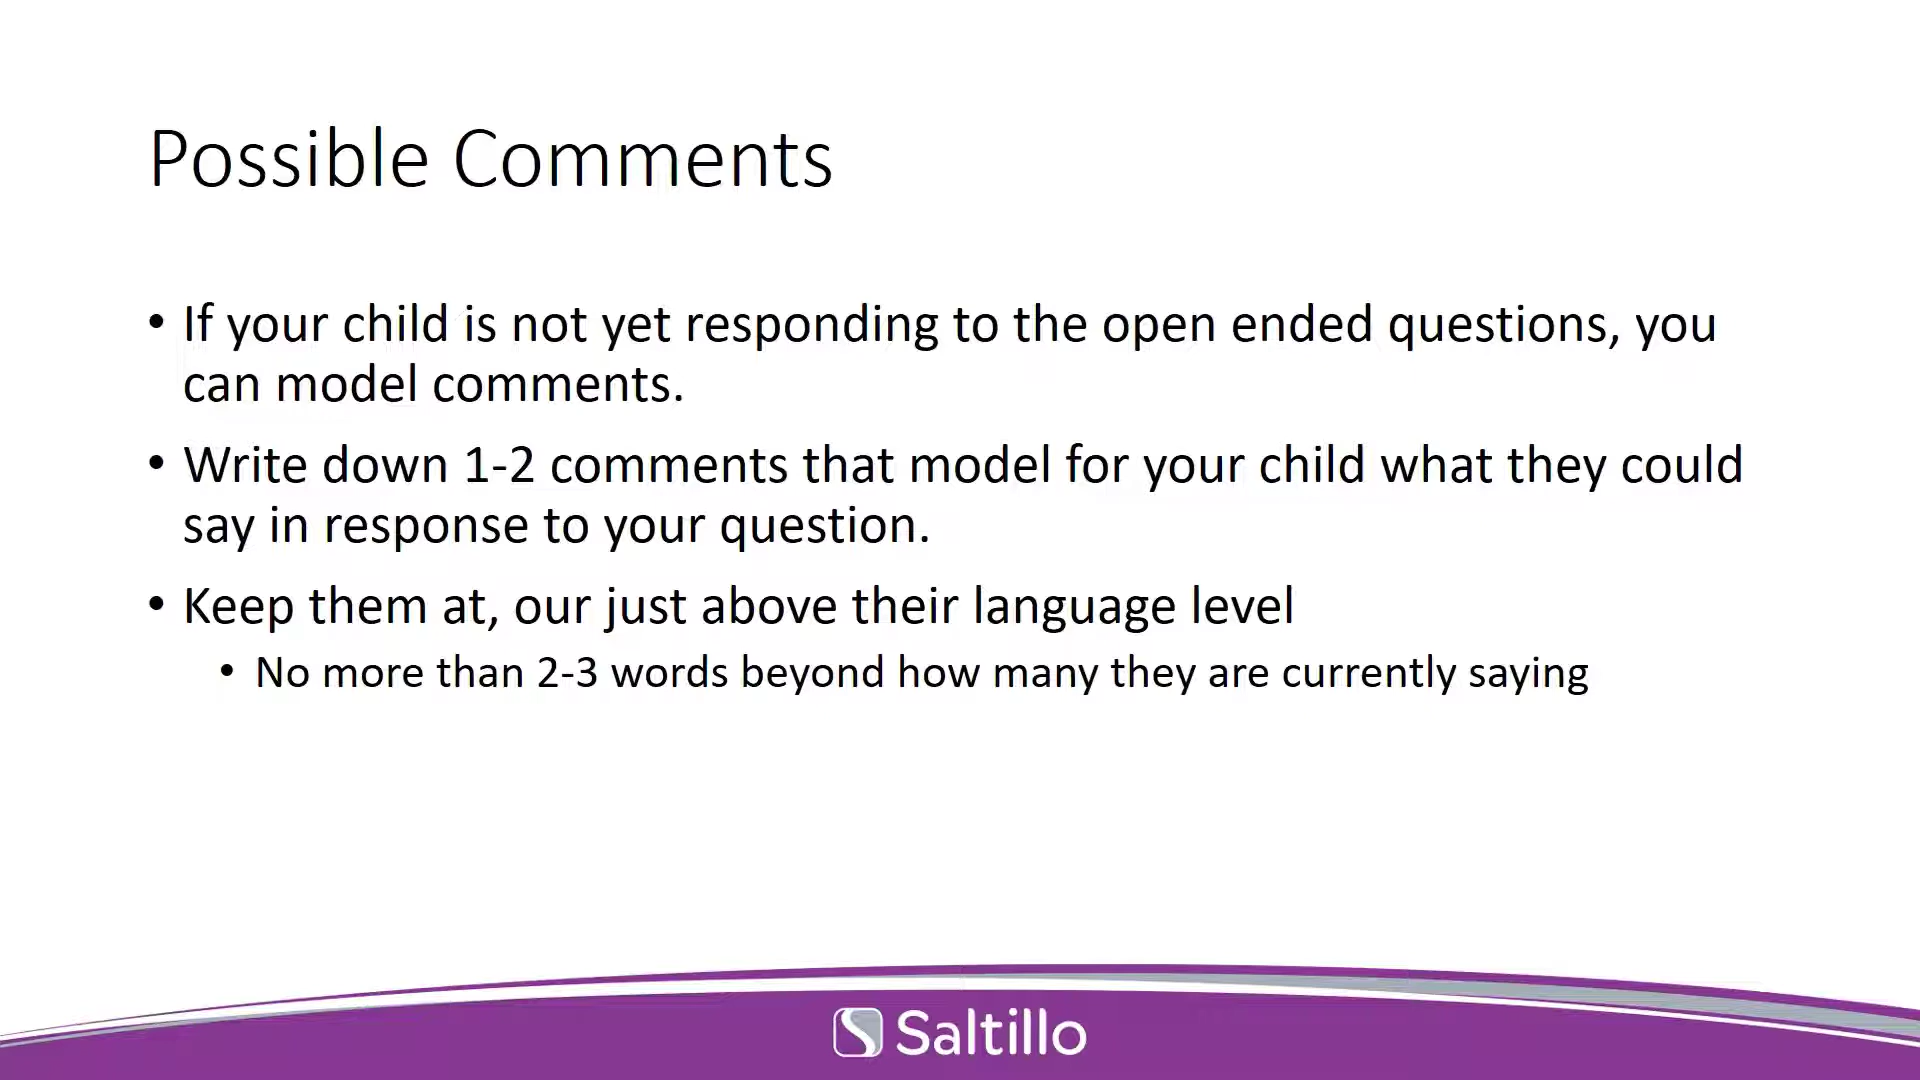 Possible Comments
• If your child is not yet responding to the open ended questions, you
can model comments.
• Write down 1-2 comments that model for your child what they could
say in response to your question.
• Keep them at, our just above their language level
• No more than 2-3 words beyond how many they are currently saying
Saltillo